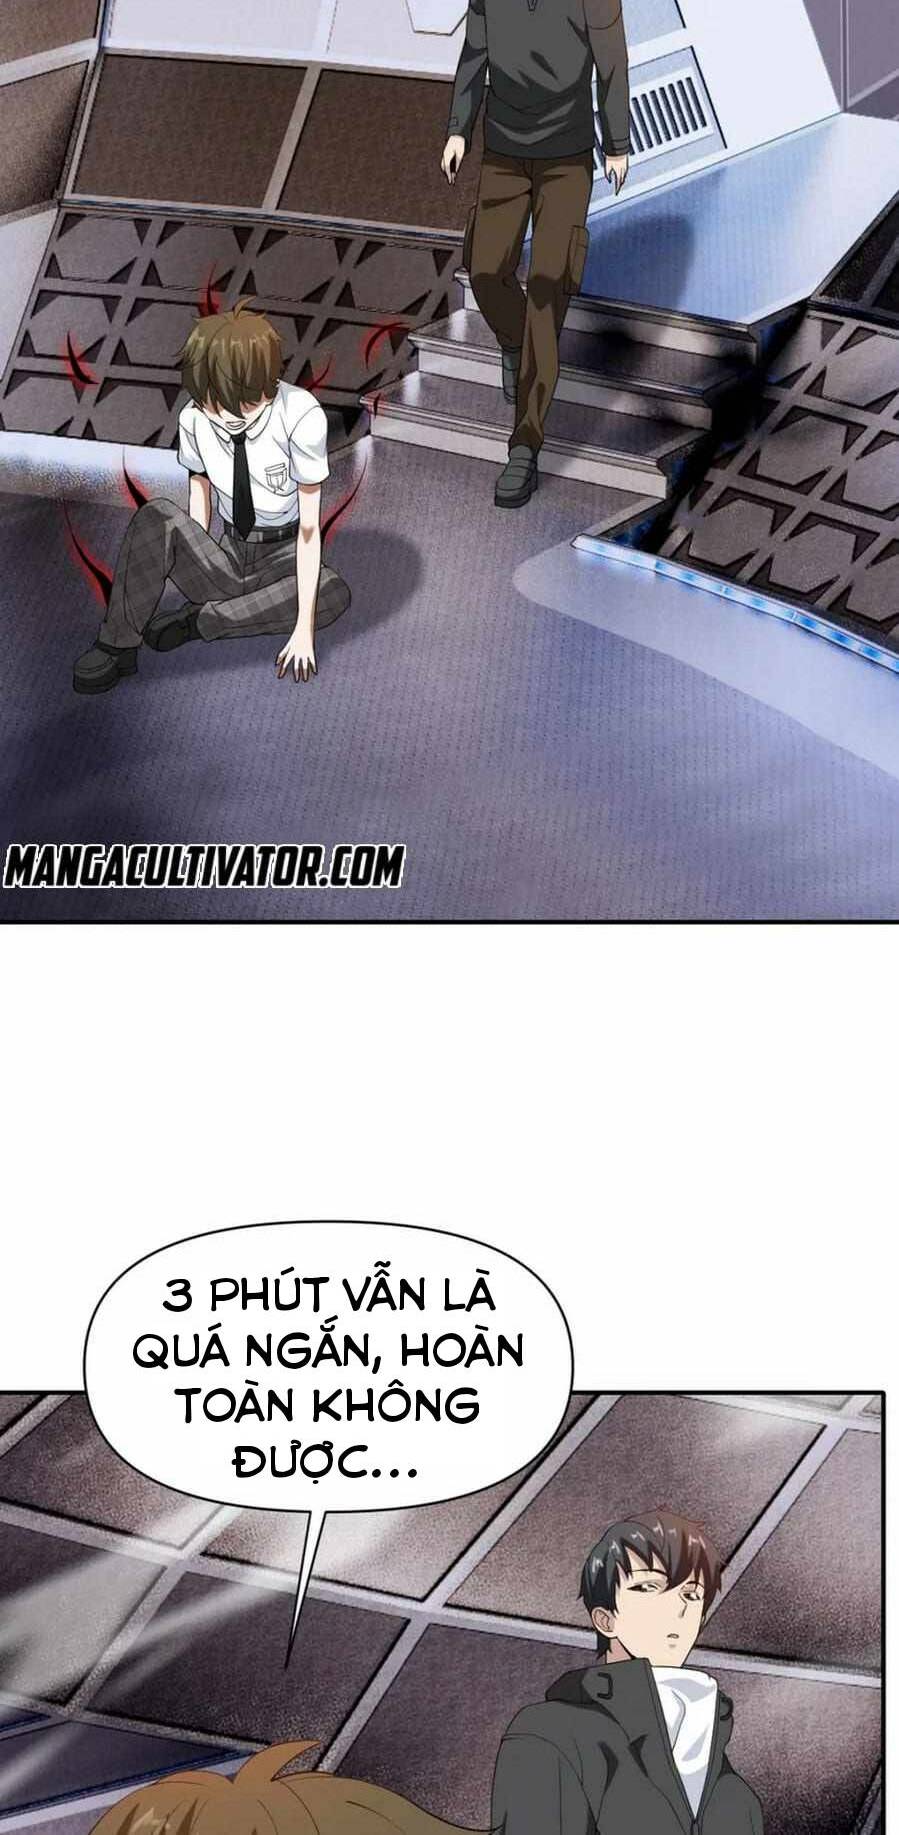 MANGACULTIVATOR.COM
3 PHÚT VẪN LÀ
QUÁ NGẮN, HOÀN
TOÀN KHÔNG
ĐƯỢC...